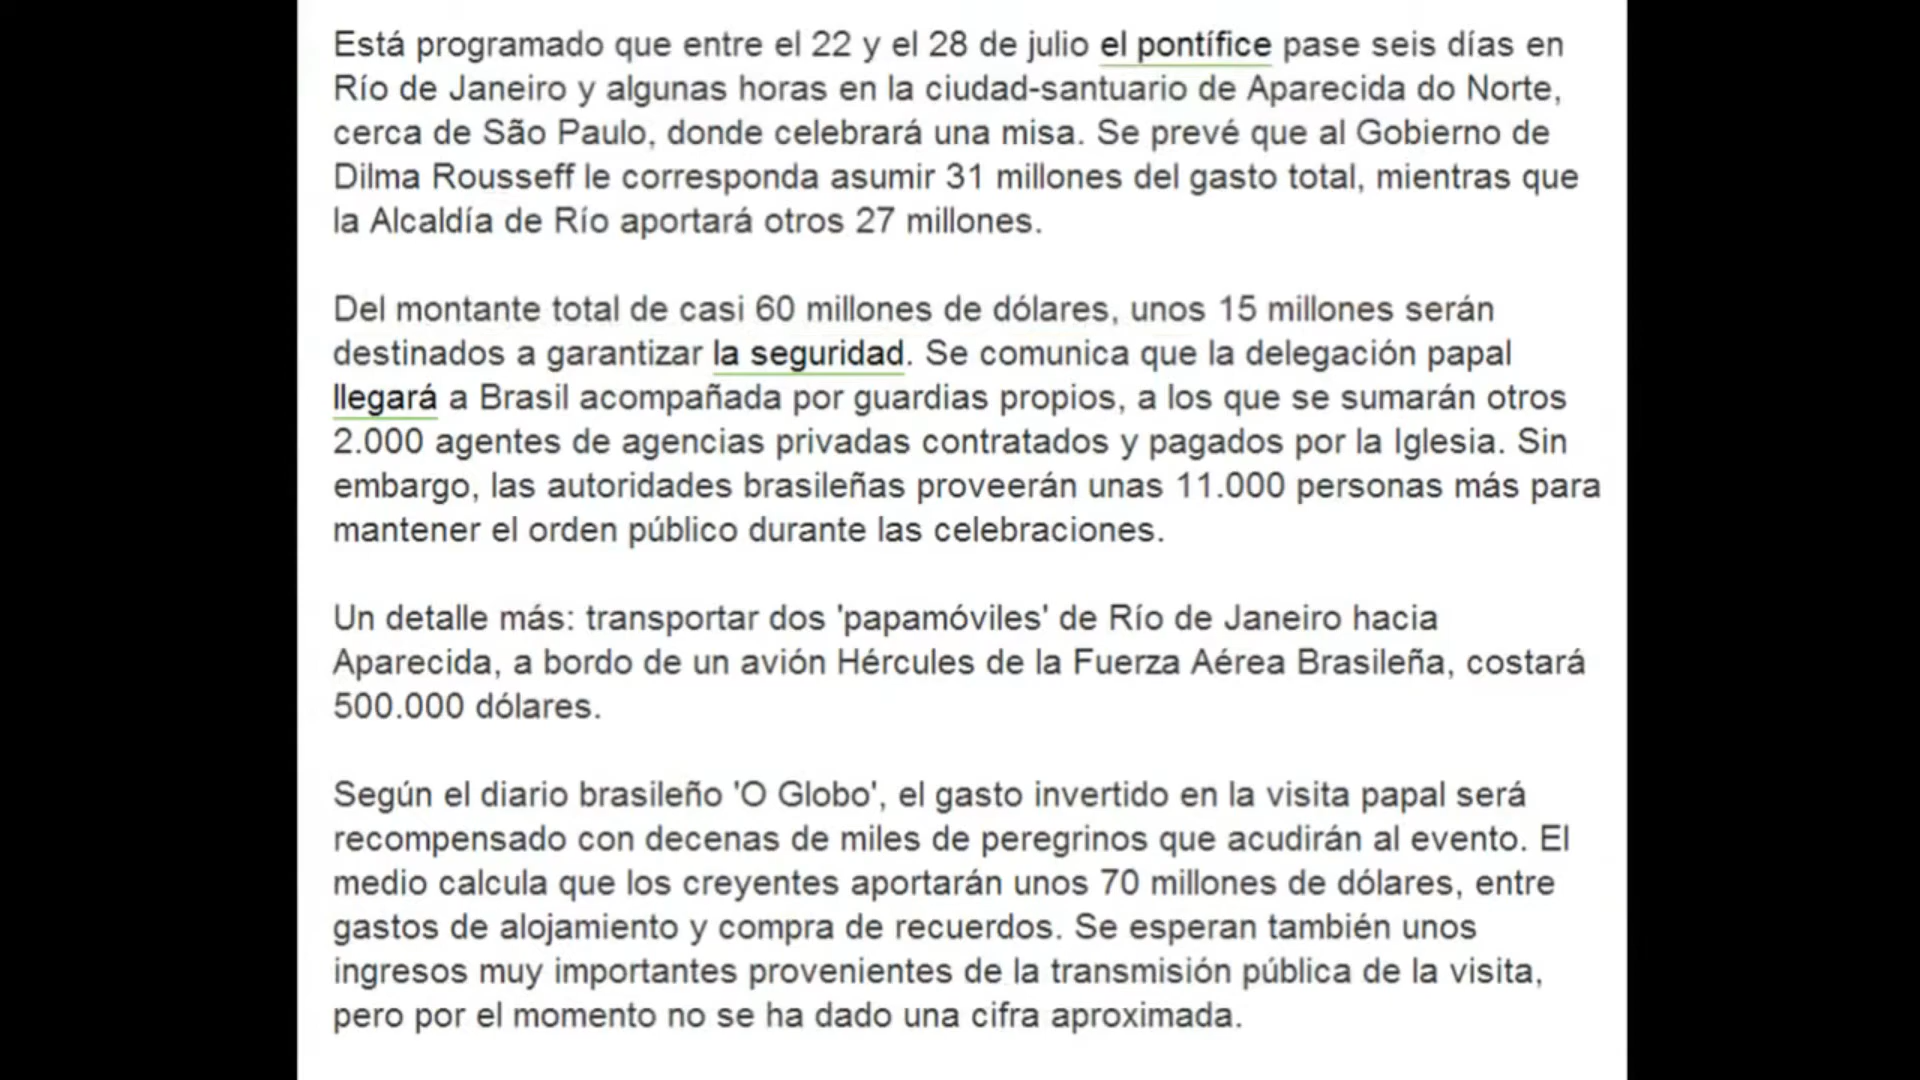 Está programado que entre el 22 y el 28 de julio el pontífice pase seis días en
Río de Janeiro y algunas horas en la ciudad-santuario de Aparecida do Norte,
cerca de São Paulo, donde celebrará una misa. Se prevé que al Gobierno de
Dilma Rousseff le corresponda asumir 31 millones del gasto total, mientras que
la Alcaldía de Río aportará otros 27 millones.
Del montante total de casi 60 millones de dólares, unos 15 millones serán
destinados a garantizar la seguridad. Se comunica que la delegación papal
llegará a Brasil acompañada por guardias propios, a los que se sumarán otros
2.000 agentes de agencias privadas contratados y pagados por la Iglesia. Sin
embargo, las autoridades brasileñas proveerán unas 11.000 personas más para
mantener el orden público durante las celebraciones.
Un detalle más: transportar dos 'papamóviles' de Río de Janeiro hacia
Aparecida, a bordo de un avión Hércules de la Fuerza Aérea Brasileña, costará
500.000 dólares.
Según el diario brasileño 'O Globo', el gasto invertido en la visita papal será
recompensado con decenas de miles de peregrinos que acudirán al evento. El
medio calcula que los creyentes aportarán unos 70 millones de dólares, entre
gastos de alojamiento y compra de recuerdos. Se esperan también unos
ingresos muy importantes provenientes de la transmisión pública de la visita,
pero por el momento no se ha dado una cifra aproximada.